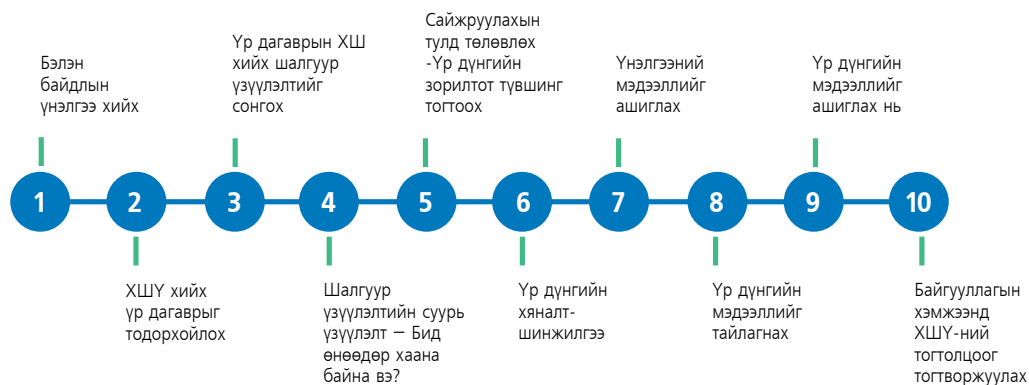 Бэлэн
байдлын
үнэлгээ хийх
Үр дагаврын ХШ
хийх шалгуур
үзүүлэлтийг
сонгох
Сайжруулахын
тулд төлөвлөх
-Үр дүнгийн
зорилтот түвшинг
тогтоох
Үнэлгээний
мэдээллийг
ашиглах
Үр дүнгийн
мэдээллийг
ашиглах нь
1
2
3
4
5
6
7
8
9
10
ХШҮ хийх
үр дагаврыг
тодорхойлох
Шалгуур
үзүүлэлтийн суурь
үзүүлэлт – Бид
өнөөдөр хаана
байна вэ?
Үр дүнгийн
хяналт-
шинжилгээ
Үр дүнгийн
мэдээллийг
тайлагнах
Байгууллагын
хэмжээнд
ХШҮ-ний
тогтолцоог
тогтворжуулах